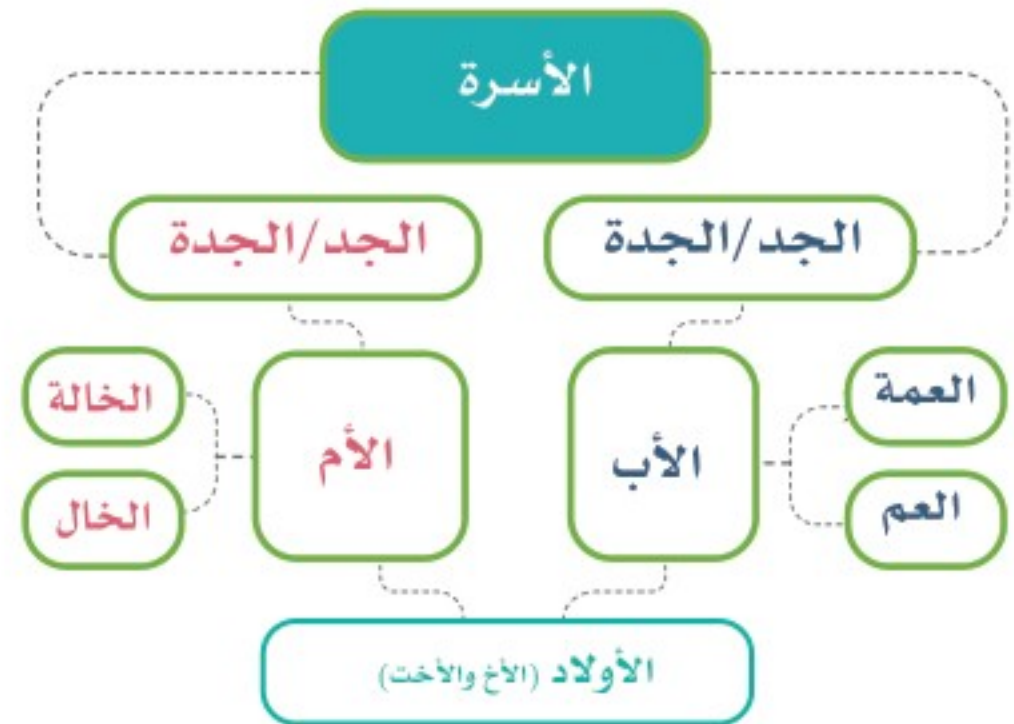 الأسرة
الجد/الجدة
الجد/الجدة
العمة
العم
الأب
الأم
الخالة
الخال
الأولاد (الأخ والأخت)